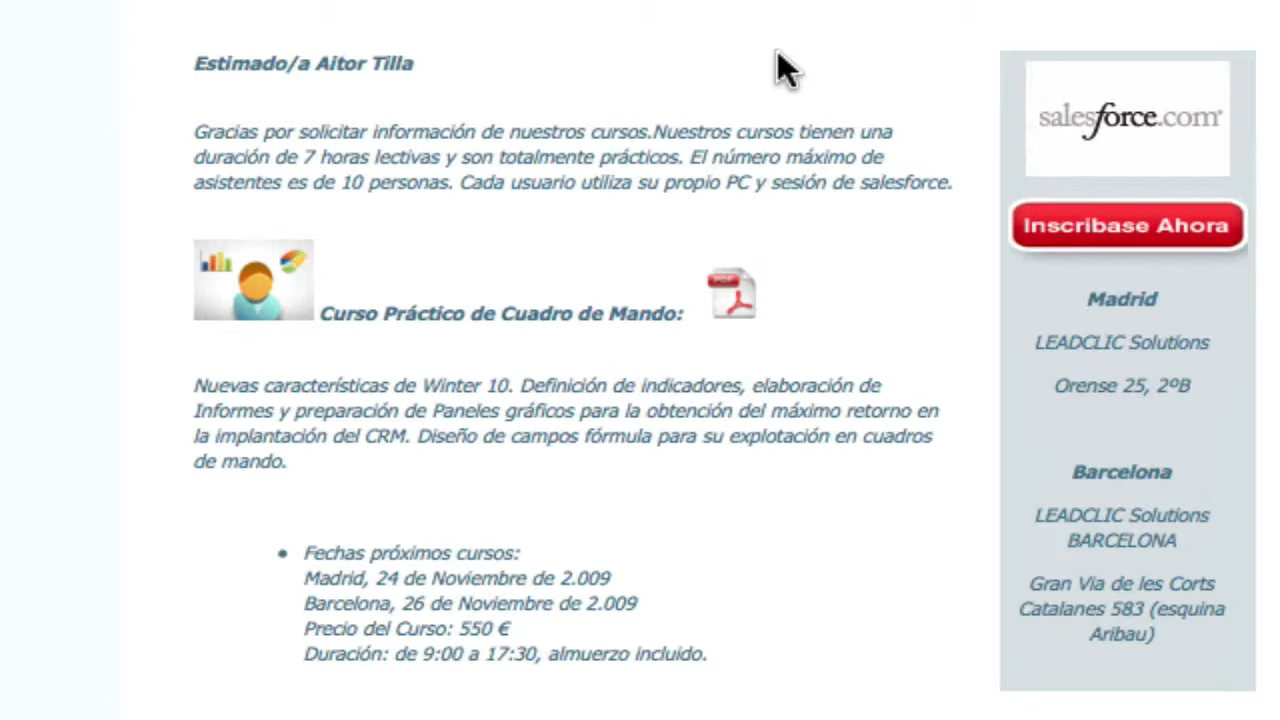 Estimado/a Aitor Tilla
Gracias por solicitar información de nuestros cursos.Nuestros cursos tienen una
duración de 7 horas lectivas y son totalmente prácticos. El número máximo de
asistentes es de 10 personas. Cada usuario utiliza su propio PC y sesión de salesforce.
Curso Práctico de Cuadro de Mando:
PDF
Nuevas características de Winter 10. Definición de indicadores, elaboración de
Informes y preparación de Paneles gráficos para la obtención del máximo retorno en
la implantación del CRM. Diseño de campos fórmula para su explotación en cuadros
de mando.
• Fechas próximos cursos:
Madrid, 24 de Noviembre de 2.009
Barcelona, 26 de Noviembre de 2.009
Precio del Curso: 550 €
Duración: de 9:00 a 17:30, almuerzo incluido.
salesforce.com
Inscribase Ahora
Madrid
LEADCLIC Solutions
Orense 25, 2ºB
Barcelona
LEADCLIC Solutions
BARCELONA
Gran Via de les Corts
Catalanes 583 (esquina
Aribau)